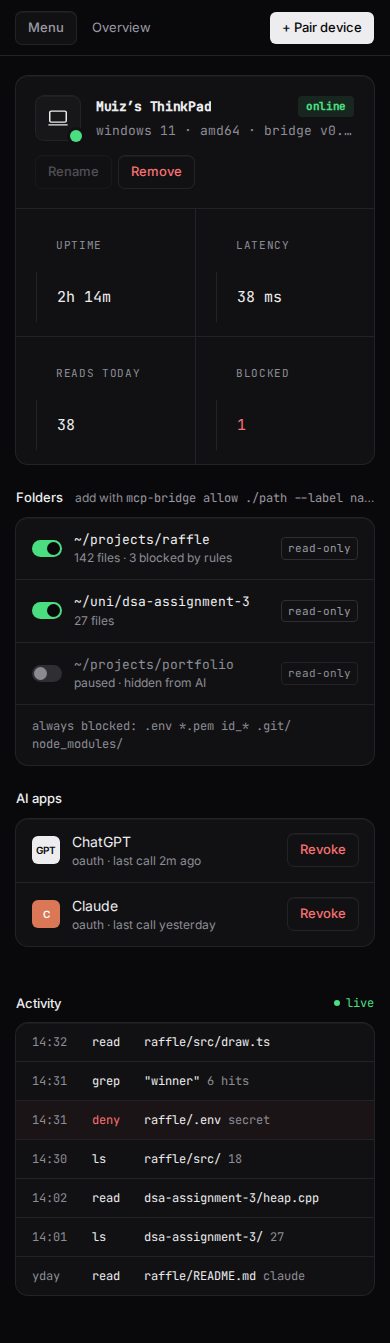 Menu Overview + Pair device
Muiz's ThinkPad online
windows 11 · amd64 · bridge v0.…
Rename Remove
UPTIME LATENCY
2h 14m 38 ms
READS TODAY BLOCKED
38 1
Folders add with mcp-bridge allow ./path --label na…
~/projects/raffle read-only
142 files · 3 blocked by rules
~/uni/dsa-assignment-3 read-only
27 files
~/projects/portfolio read-only
paused · hidden from AI
always blocked: .env *.pem id_* .git/
node_modules/
AI apps
GPT ChatGPT Revoke
oauth · last call 2m ago
C Claude Revoke
oauth · last call yesterday
Activity live
14:32 read raffle/src/draw.ts
14:31 grep "winner" 6 hits
14:31 deny raffle/.env secret
14:30 ls raffle/src/ 18
14:02 read dsa-assignment-3/heap.cpp
14:01 ls dsa-assignment-3/ 27
yday read raffle/README.md claude